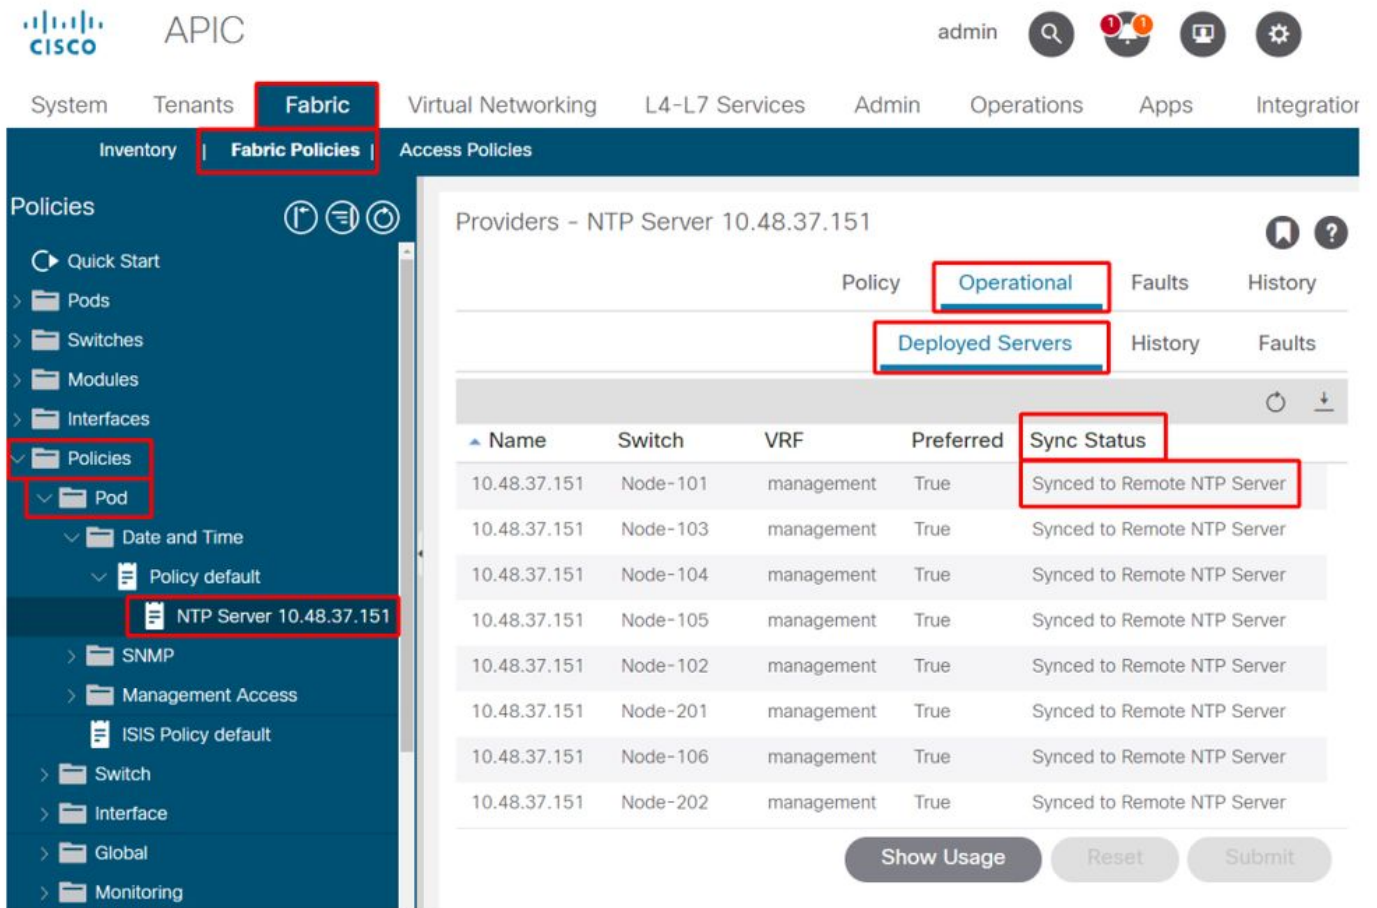 CISCO
APIC
admin
1
1
System Tenants Fabric Virtual Networking L4-L7 Services Admin Operations Apps Integration
Inventory | Fabric Policies | Access Policies
Policies
Quick Start
Pods
Switches
Modules
Interfaces
Policies
Pod
Date and Time
Policy default
NTP Server 10.48.37.151
SNMP
Management Access
ISIS Policy default
Switch
Interface
Global
Monitoring
Providers - NTP Server 10.48.37.151
?
Policy Operational Faults History
Deployed Servers History Faults
Name Switch VRF Preferred Sync Status
10.48.37.151 Node-101 management True Synced to Remote NTP Server
10.48.37.151 Node-103 management True Synced to Remote NTP Server
10.48.37.151 Node-104 management True Synced to Remote NTP Server
10.48.37.151 Node-105 management True Synced to Remote NTP Server
10.48.37.151 Node-102 management True Synced to Remote NTP Server
10.48.37.151 Node-201 management True Synced to Remote NTP Server
10.48.37.151 Node-106 management True Synced to Remote NTP Server
10.48.37.151 Node-202 management True Synced to Remote NTP Server
Show Usage Reset Submit